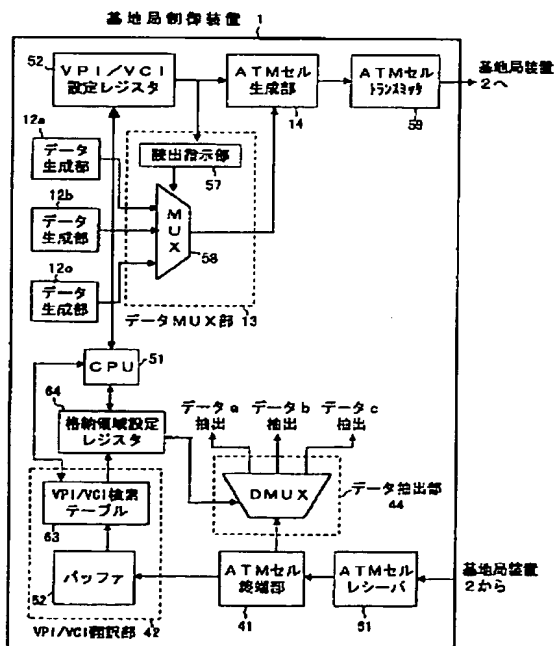 基地局制御装置 1
52
VPI/VCI
設定レジスタ
ATMセル
生成部
14
ATMセル
トランスミッタ
59
基地局装置
2へ
12a
データ
生成部
読出指示部
57
12b
データ
生成部
MUX
58
12c
データ
生成部
データMUX部 13
CPU
51
64
格納領域設定
レジスタ
データa
抽出
データb
抽出
データc
抽出
VPI/VCI検索
テーブル
63
DMUX
データ抽出部
44
バッファ
62
ATMセル
終端部
41
ATMセル
レシーバ
61
基地局装置
2から
VPI/VCI翻訳部 42